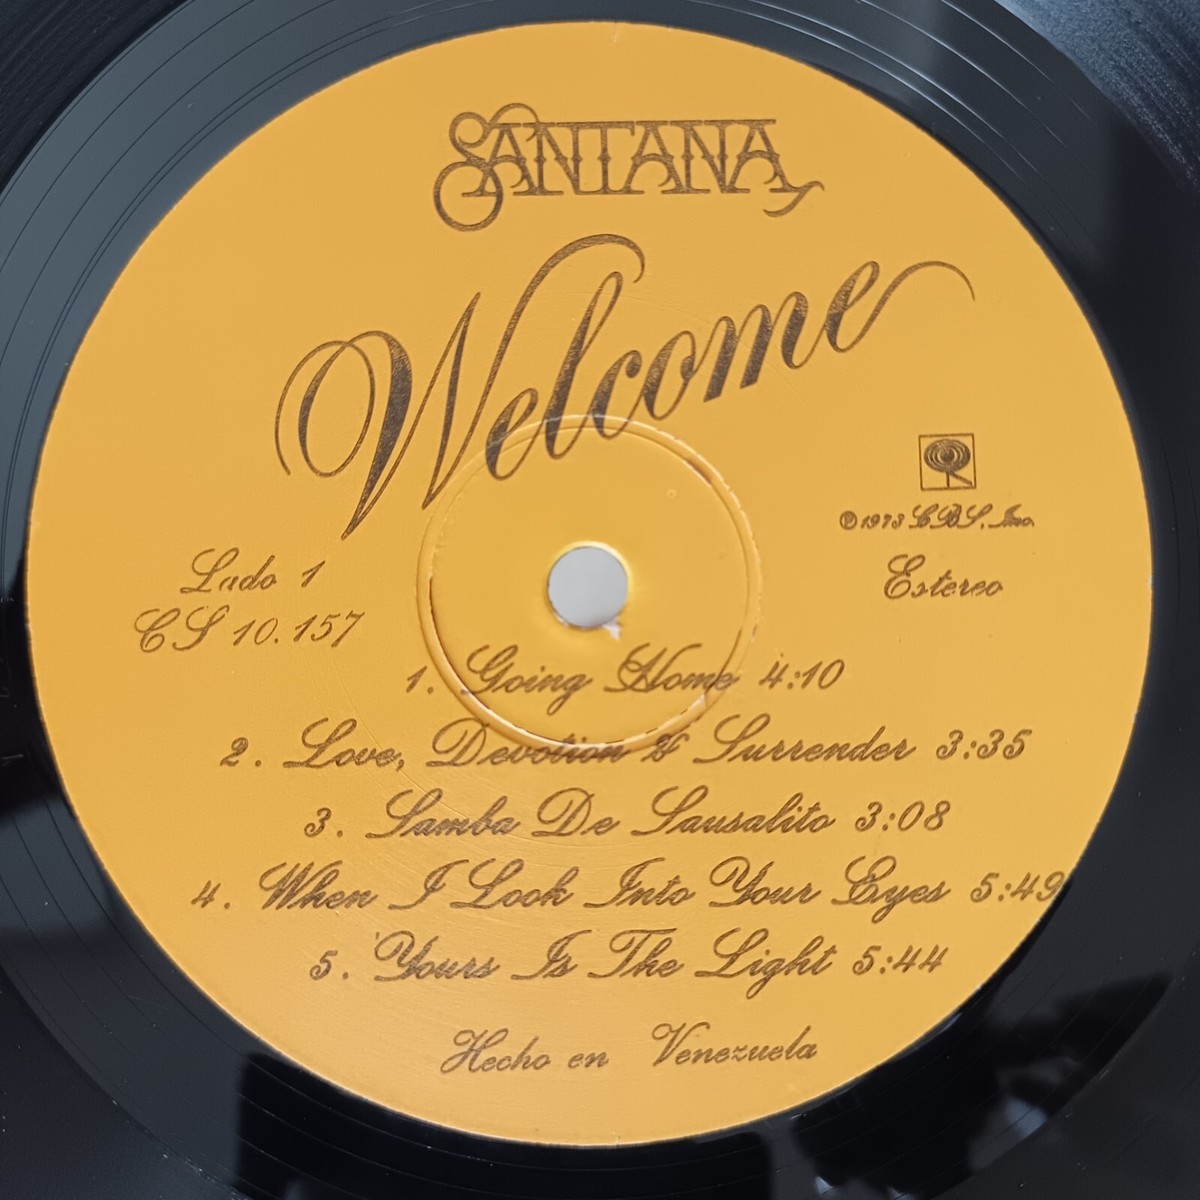 SANTANA
Welcome
℗ 1973 CBS, Inc.
Lado 1
Estereo
CS 10.157
1. Going Home 4:10
2. Love, Devotion & Surrender 3:35
3. Samba De Sausalito 3:08
4. When I Look Into Your Eyes 5:49
5. Yours Is The Light 5:44
Hecho en Venezuela